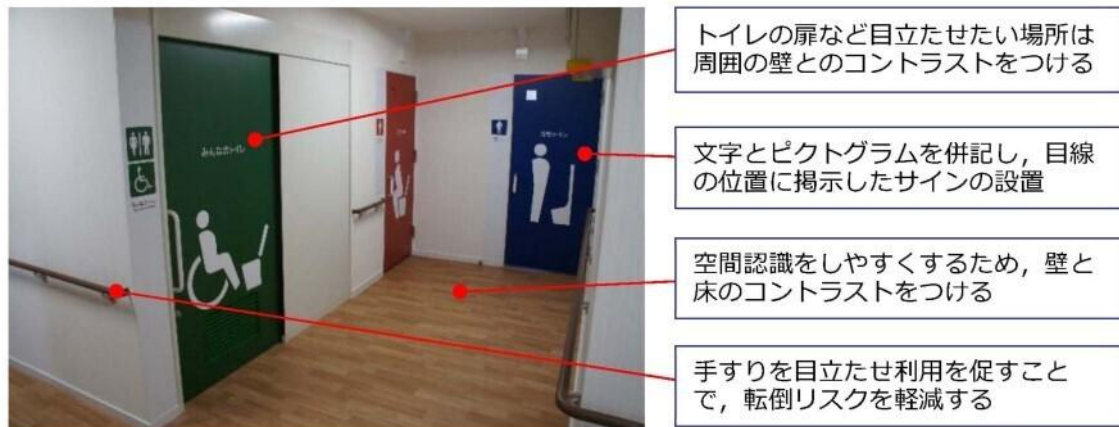 トイレの扉など目立たせたい場所は
周囲の壁とのコントラストをつける
文字とピクトグラムを併記し，目線
の位置に掲示したサインの設置
空間認識をしやすくするため，壁と
床のコントラストをつける
手すりを目立たせ利用を促すこと
で，転倒リスクを軽減する
みんなのトイレ